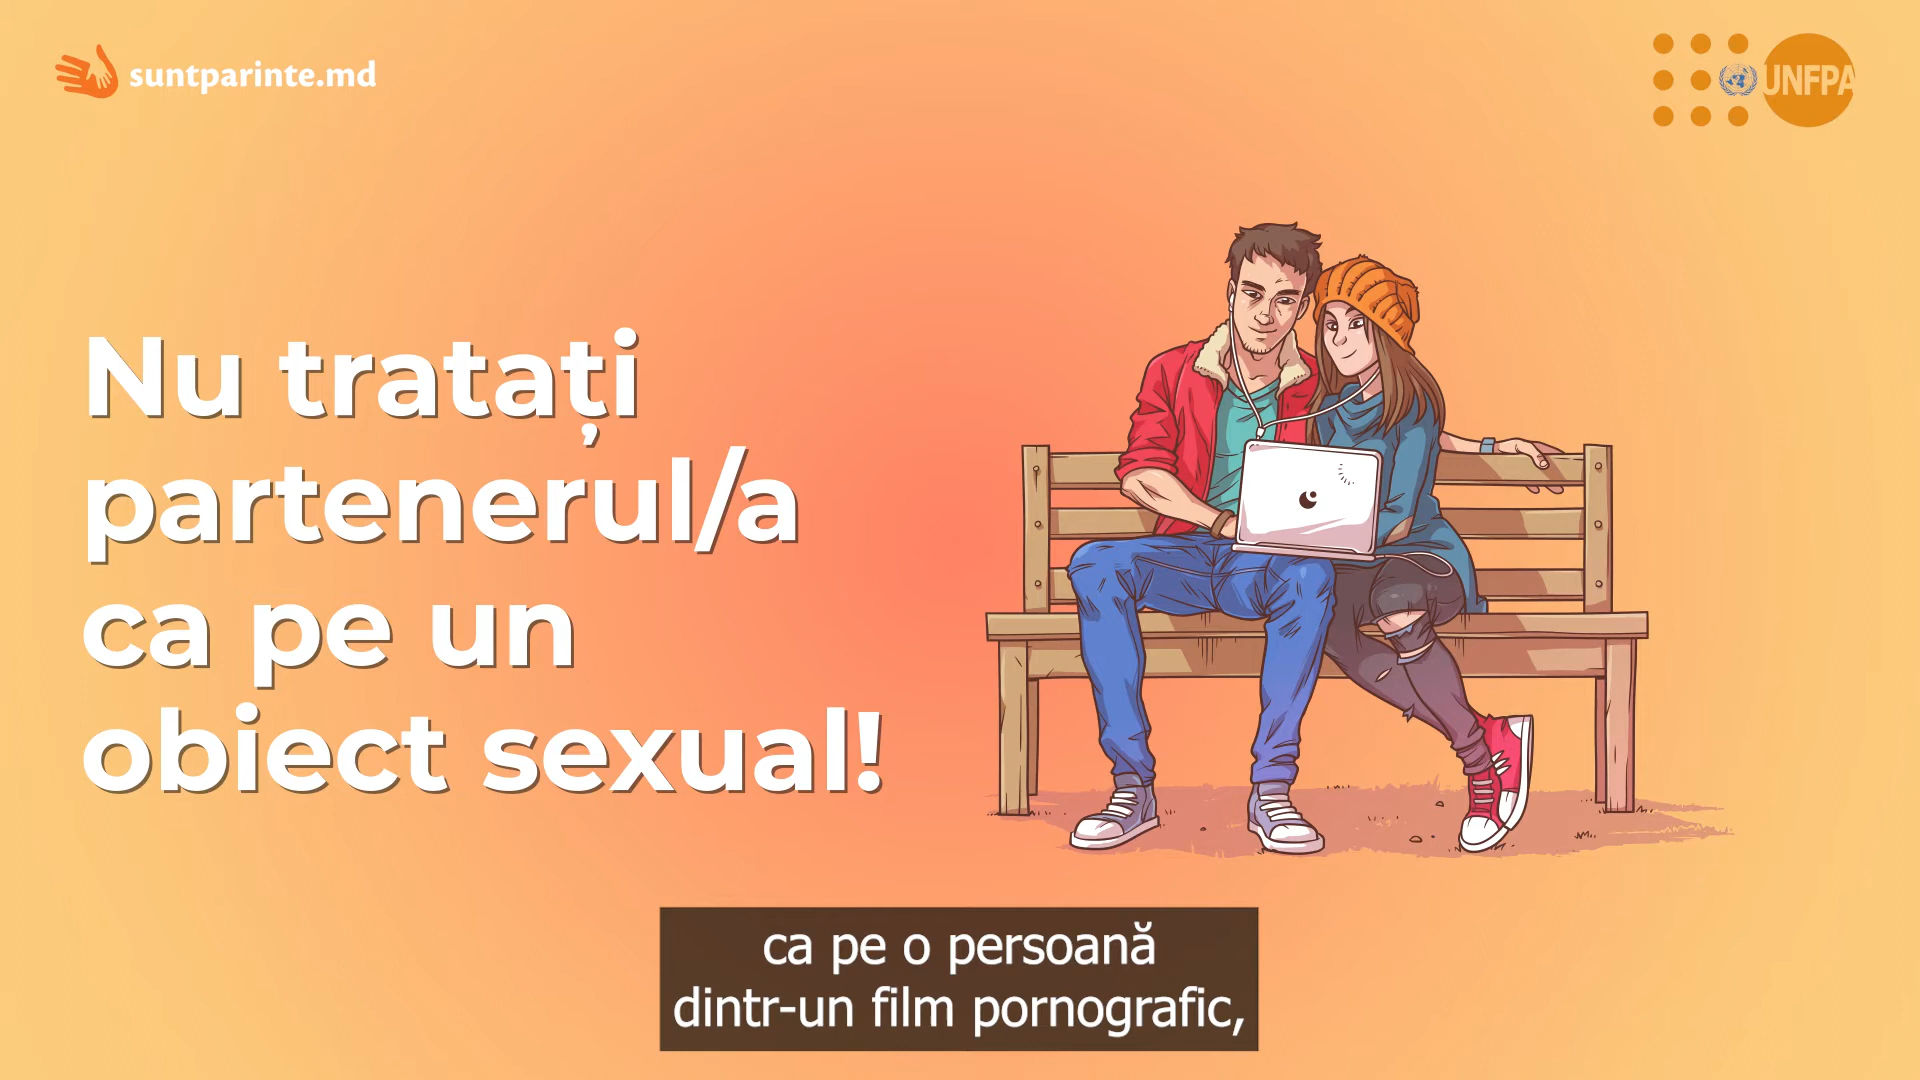 suntparinte.md
UNFPA
Nu tratați
partenerul/a
ca pe un
obiect sexual!
ca pe o persoană
dintr-un film pornografic,